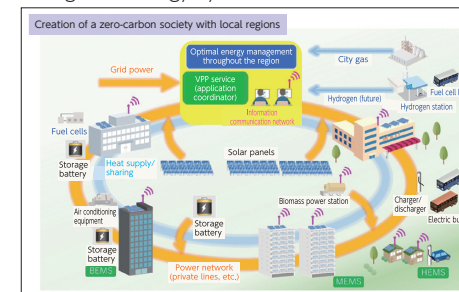 Creation of a zero-carbon society with local regions
Optimal energy management
throughout the region
VPP service
(application
coordinator)
Information
communication network
Grid power
City gas
Hydrogen (future)
Fuel cell
Hydrogen station
Fuel cells
Storage
battery
Heat supply/
sharing
Solar panels
Biomass power station
Charger/
discharger
Electric bu
Air conditioning
equipment
Storage
battery
Storage
battery
BEMS
Power network
(private lines, etc.)
MEMS
HEMS